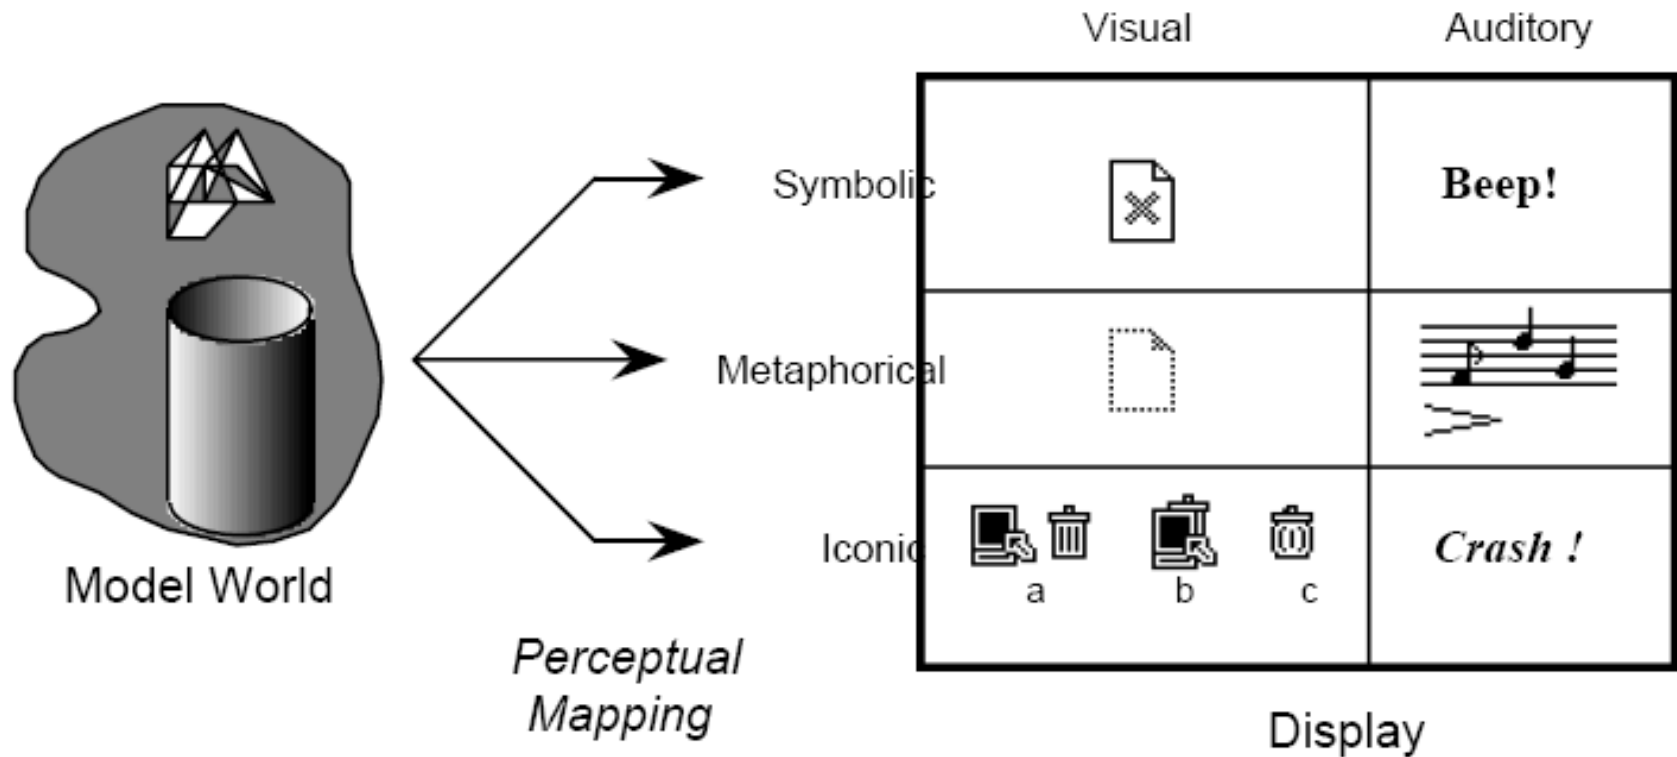 Visual Auditory
Symbolic Beep!
Metaphorical
Iconic Crash !
a b c
Model World
Perceptual
Mapping
Display